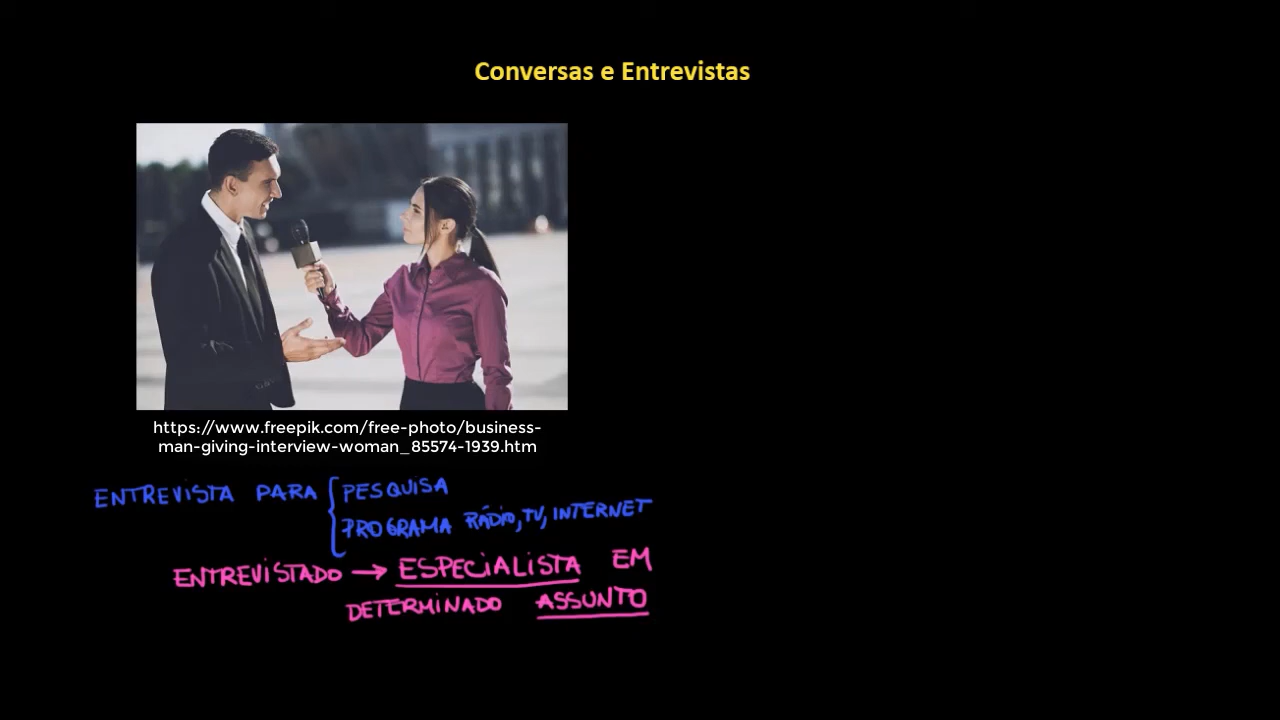 Conversas e Entrevistas
https://www.freepik.com/free-photo/business-
man-giving-interview-woman_85574-1939.htm
ENTREVISTA PARA { PESQUISA
PROGRAMA RÁDIO, TV, INTERNET
ENTREVISTADO → ESPECIALISTA EM
DETERMINADO ASSUNTO